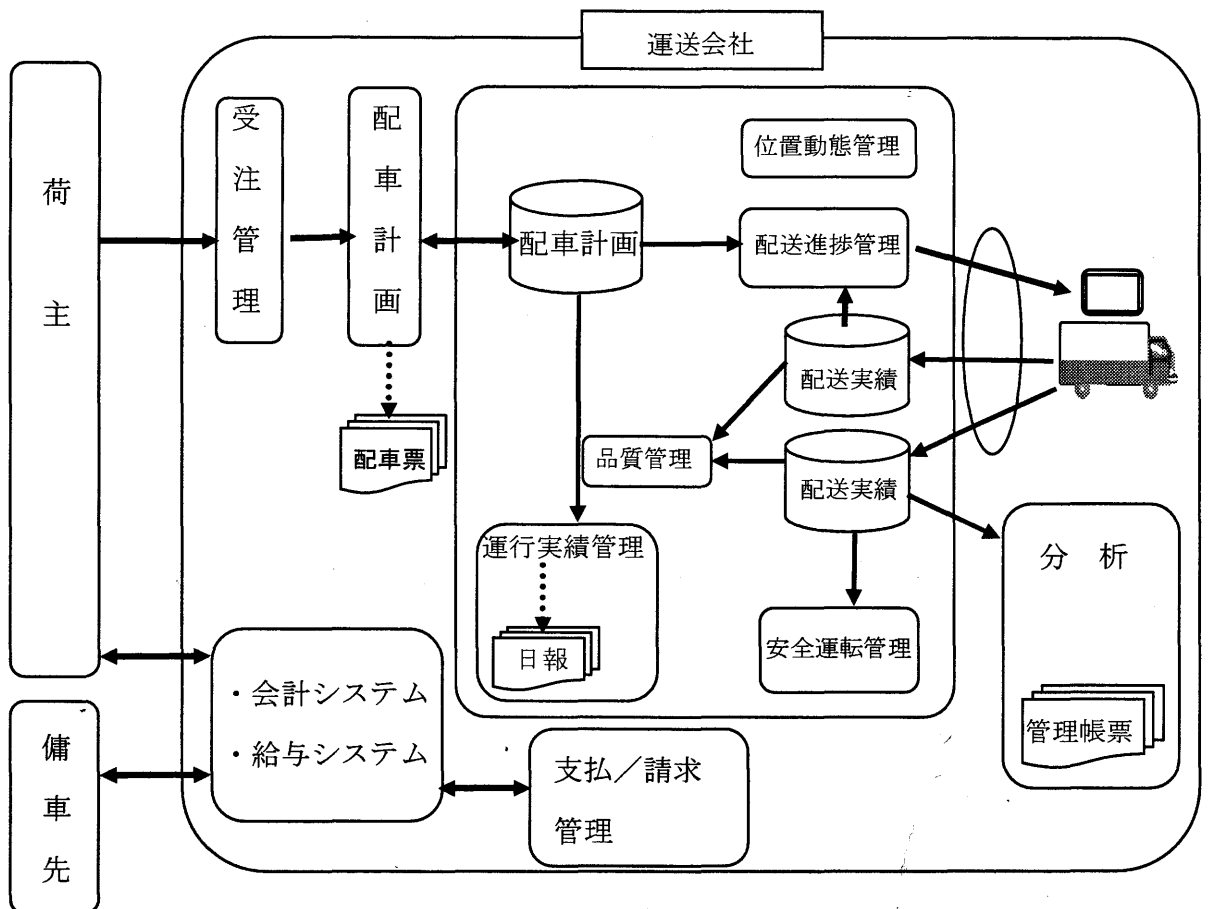 運送会社
荷主
受注管理
配車計画
位置動態管理
配車計画
配送進捗管理
配送実績
配車票
品質管理
配送実績
運行実績管理
日報
安全運転管理
分析
管理帳票
・会計システム
・給与システム
支払／請求
管理
傭車先